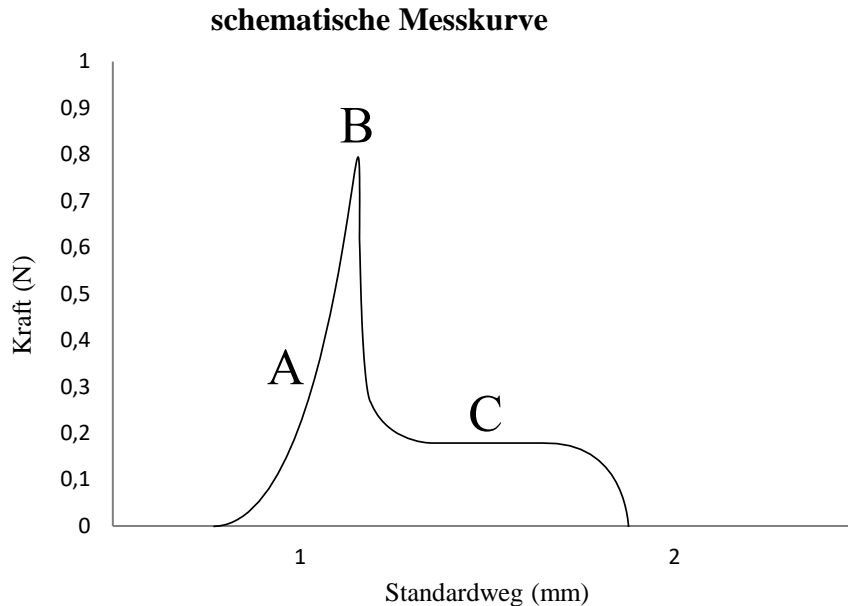 schematische Messkurve
1
0,9
0,8
0,7
0,6
0,5
0,4
0,3
0,2
0,1
0
Kraft (N)
B
A
C
1 2
Standardweg (mm)